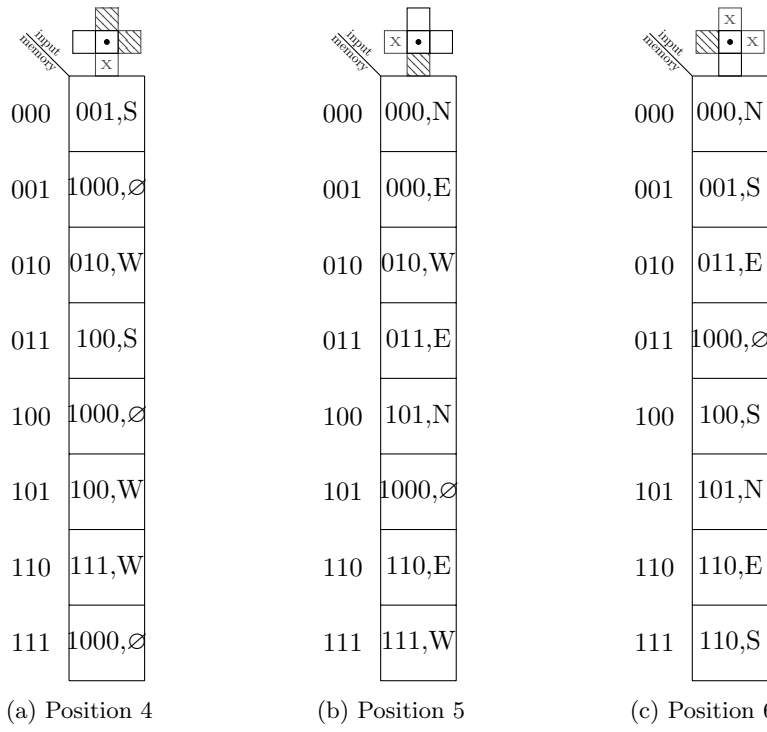 x
x
x
x
input
memory
input
memory
input
memory
000 001,S
000 000,N
000 000,N
001 1000,∅
001 000,E
001 001,S
010 010,W
010 010,W
010 011,E
011 100,S
011 011,E
011 1000,∅
100 1000,∅
100 101,N
100 100,S
101 100,W
101 1000,∅
101 101,N
110 111,W
110 110,E
110 110,E
111 1000,∅
111 111,W
111 110,S
(a) Position 4
(b) Position 5
(c) Position 6